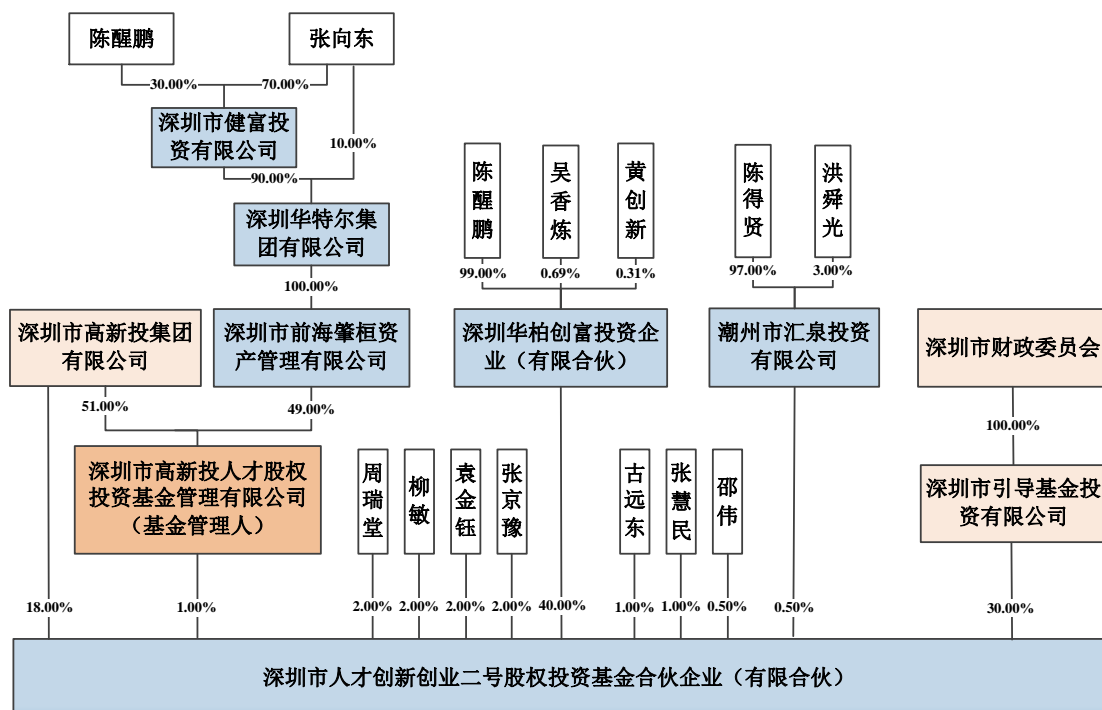 陈醒鹏
张向东
30.00%
70.00%
深圳市健富投
资有限公司
10.00%
90.00%
深圳华特尔集
团有限公司
100.00%
陈醒鹏
吴香炼
黄创新
陈得贤
洪舜光
99.00%
0.69%
0.31%
97.00%
3.00%
深圳市高新投集团
有限公司
深圳市前海肇桓资
产管理有限公司
深圳华柏创富投资企
业（有限合伙）
潮州市汇泉投资
有限公司
深圳市财政委员会
51.00%
49.00%
100.00%
深圳市高新投人才股权
投资基金管理有限公司
（基金管理人）
周瑞堂
柳敏
袁金钰
张京豫
古远东
张慧民
邵伟
深圳市引导基金投
资有限公司
18.00%
1.00%
2.00%
2.00%
2.00%
2.00%
40.00%
1.00%
1.00%
0.50%
0.50%
30.00%
深圳市人才创新创业二号股权投资基金合伙企业（有限合伙）